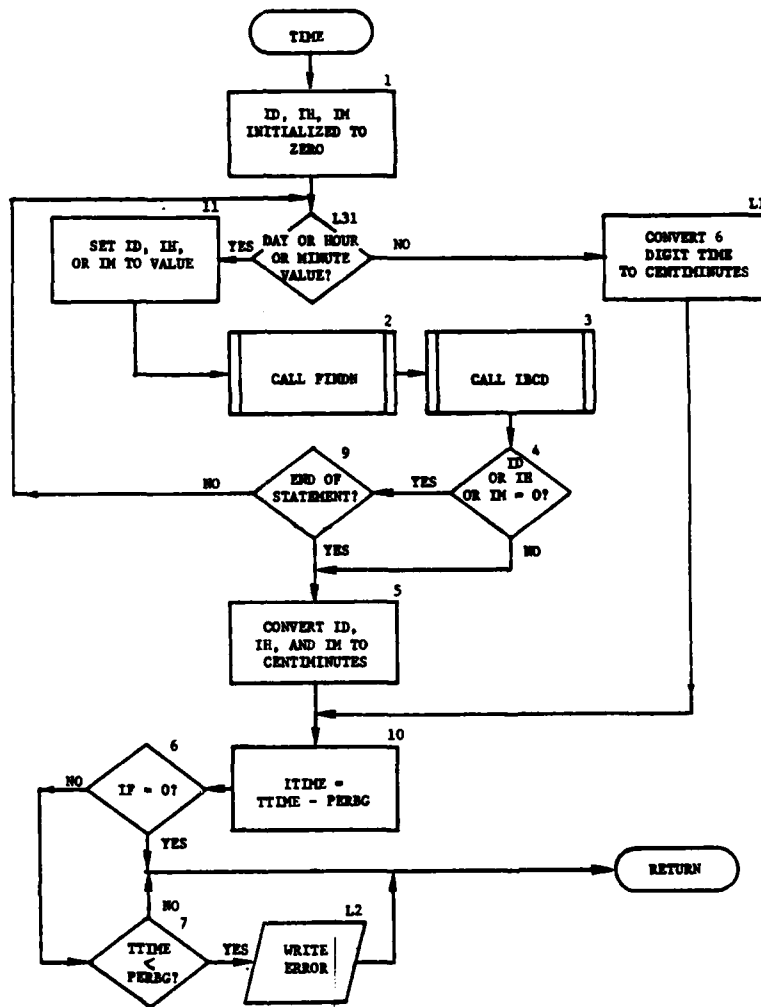 TIME
1
ID, IH, IM
INITIALIZED TO
ZERO
11
SET ID, IH,
OR IM TO VALUE
YES
L31
DAY OR HOUR
OR MINUTE
VALUE?
NO
L1
CONVERT 6
DIGIT TIME
TO CENTIMINUTES
2
CALL FINDN
3
CALL IBCD
9
END OF
STATEMENT?
NO
YES
YES
4
ID
OR IH
OR IM = 0?
NO
5
CONVERT ID,
IH, AND IM TO
CENTIMINUTES
10
ITIME =
TTIME - PERBG
6
IF = 0?
NO
YES
RETURN
NO
7
TTIME
<
PERBG?
YES
L2
WRITE
ERROR